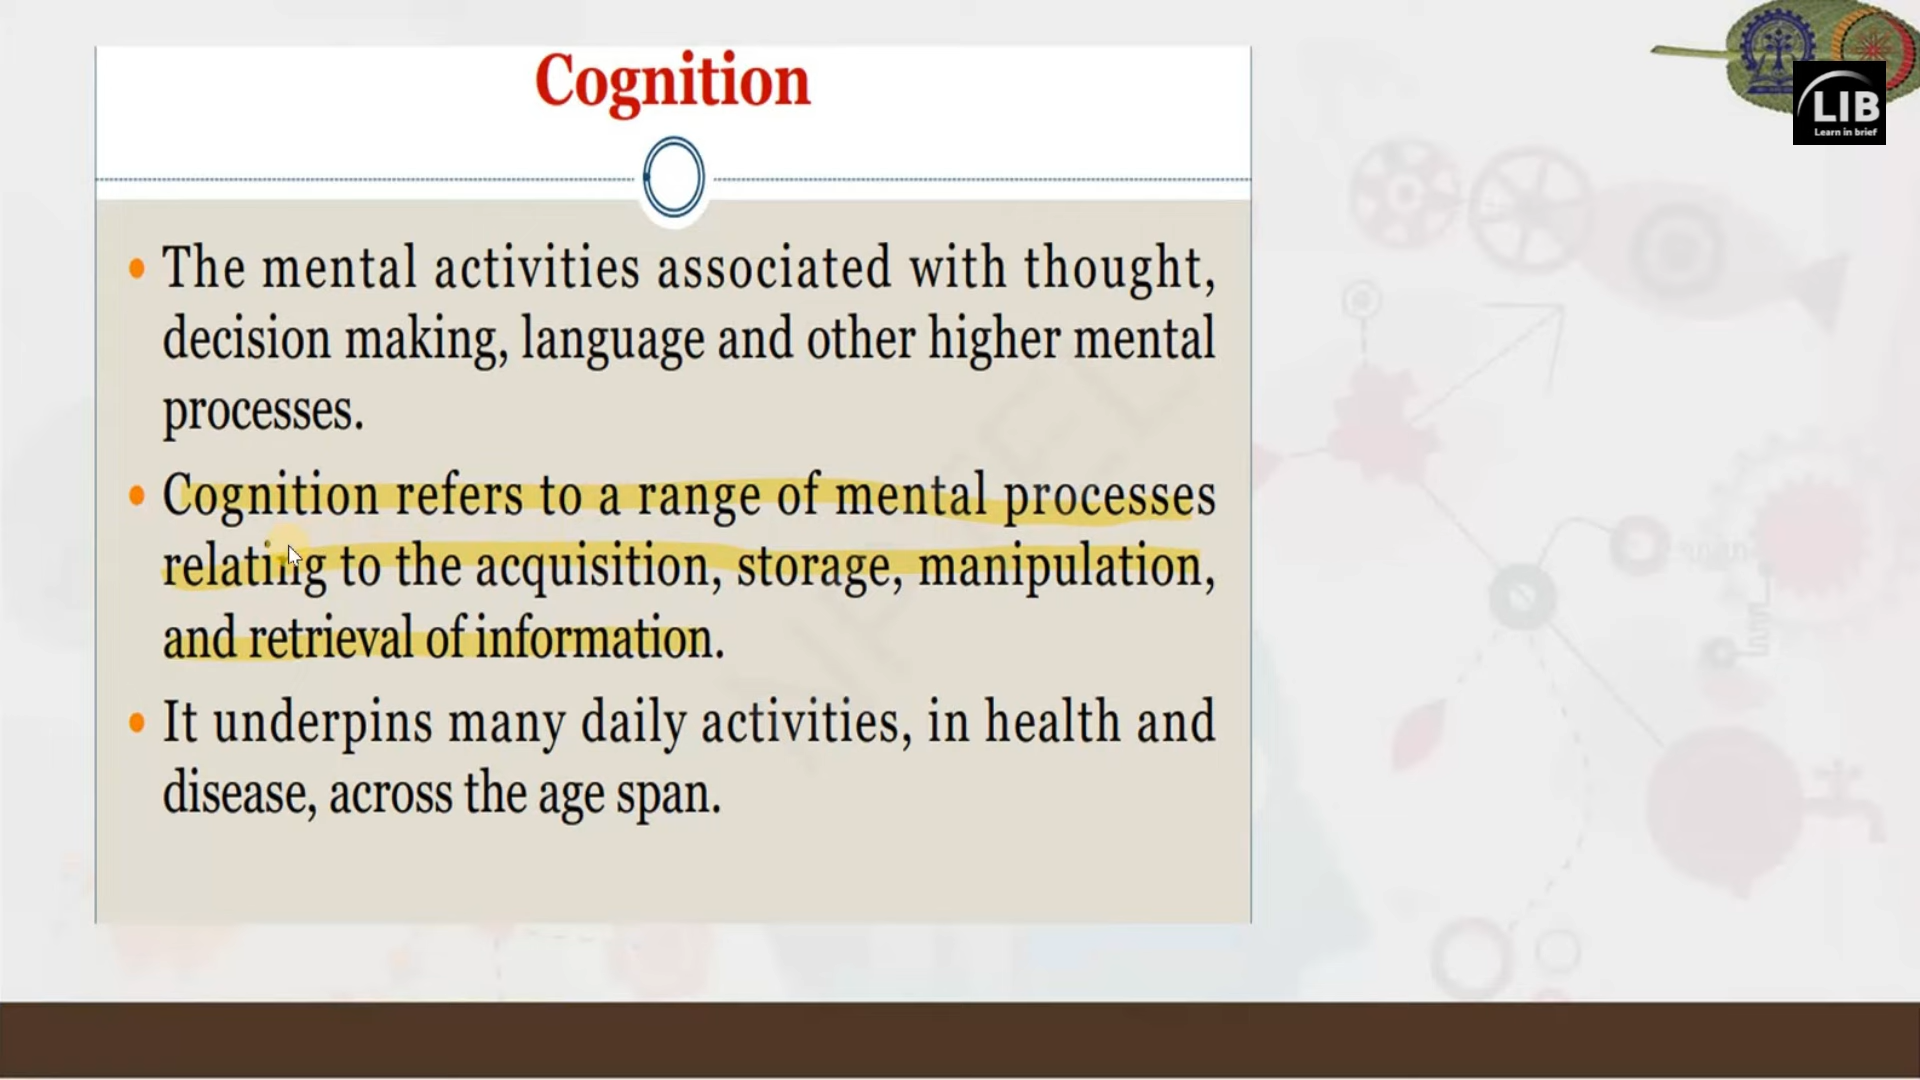 Cognition
LIB
Learn in brief
• The mental activities associated with thought,
decision making, language and other higher mental
processes.
• Cognition refers to a range of mental processes
relating to the acquisition, storage, manipulation,
and retrieval of information.
• It underpins many daily activities, in health and
disease, across the age span.